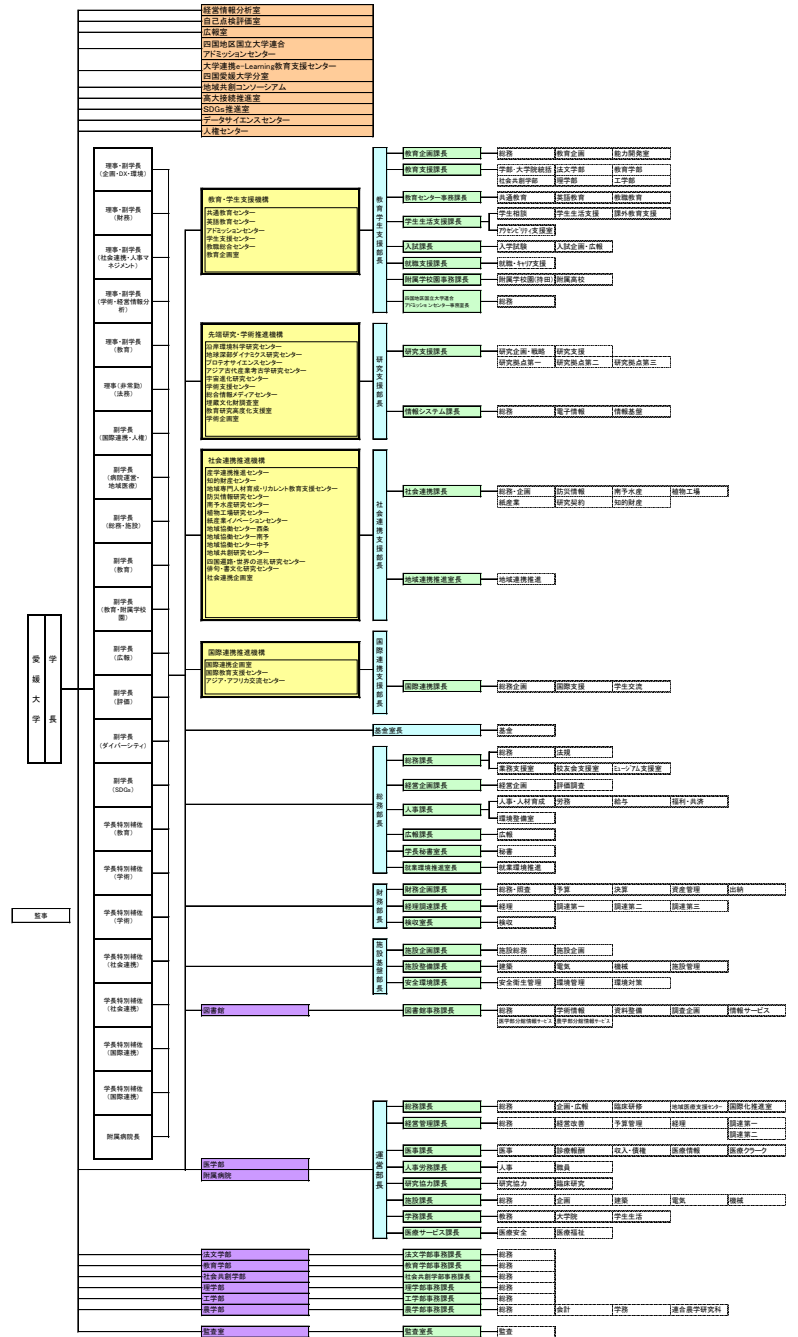 経営情報分析室
自己点検評価室
広報室
四国地区国立大学連合
アドミッションセンター
大学連携e-Learning教育支援センター
四国愛媛大学分室
地域共創コンソーシアム
高大接続推進室
SDGs推進室
データサイエンスセンター
人権センター
愛媛大学
学長
監事
理事・副学長
(企画・DX・環境)
理事・副学長
(財務)
理事・副学長
(社会連携・人事マ
ネジメント)
理事・副学長
(学術・経営情報分
析)
理事・副学長
(教育)
理事(非常勤)
(法務)
副学長
(国際連携・人権)
副学長
(病院運営・
地域医療)
副学長
(総務・施設)
副学長
(教育)
副学長
(教育・附属学校
園)
副学長
(広報)
副学長
(評価)
副学長
(ダイバーシティ)
副学長
(SDGs)
学長特別補佐
(教育)
学長特別補佐
(学術)
学長特別補佐
(学術)
学長特別補佐
(社会連携)
学長特別補佐
(社会連携)
学長特別補佐
(国際連携)
学長特別補佐
(国際連携)
附属病院長
教育・学生支援機構
共通教育センター
英語教育センター
アドミッションセンター
学生支援センター
教職総合センター
教育企画室
教育学生支援部長
教育企画課長 総務 教育企画 能力開発室
教育支援課長 学部・大学院統括 法文学部 教育学部
社会共創学部 理学部 工学部
教育センター事務課長 共通教育 英語教育 教職教育
学生生活支援課長 学生相談 学生生活支援 課外教育支援
アクセシビリティ支援室
入試課長 入学試験 入試企画・広報
就職支援課長 就職・キャリア支援
附属学校園事務課長 附属学校園(持田) 附属高校
四国地区国立大学連合
アドミッションセンター事務室長 総務
先端研究・学術推進機構
沿岸環境科学研究センター
地球深部ダイナミクス研究センター
プロテオサイエンスセンター
アジア古代産業考古学研究センター
宇宙進化研究センター
学術支援センター
総合情報メディアセンター
埋蔵文化財調査室
教育研究高度化支援室
学術企画室
研究支援部長
研究支援課長 研究企画・戦略 研究支援
研究拠点第一 研究拠点第二 研究拠点第三
情報システム課長 総務 電子情報 情報基盤
社会連携推進機構
産学連携推進センター
知的財産センター
地域専門人材育成・リカレント教育支援センター
防災情報研究センター
南予水産研究センター
植物工場研究センター
紙産業イノベーションセンター
地域協働センター西条
地域協働センター南予
地域協働センター中予
地域共創研究センター
四国遍路・世界の巡礼研究センター
俳句・書文化研究センター
社会連携企画室
社会連携支援部長
社会連携課長 総務・企画 防災情報 南予水産 植物工場
紙産業 研究契約 知的財産
地域連携推進室長 地域連携推進
国際連携推進機構
国際連携企画室
国際教育支援センター
アジア・アフリカ交流センター
国際連携支援部長
国際連携課長 総務企画 国際支援 学生交流
基金室長 基金
総務部長
総務課長 総務 法規
業務支援室 校友会支援室 ミュージアム支援室
経営企画課長 経営企画 評価調査
人事課長 人事・人材育成 労務 給与 福利・共済
環境整備室
広報課長 広報
学長秘書室長 秘書
就業環境推進室長 就業環境推進
財務部長
財務企画課長 総務・照査 予算 決算 資産管理 出納
経理調達課長 経理 調達第一 調達第二 調達第三
検収室長 検収
施設基盤部長
施設企画課長 施設総務 施設企画
施設整備課長 建築 電気 機械 施設管理
安全環境課長 安全衛生管理 環境管理 環境対策
図書館 図書館事務課長 総務 学術情報 資料整備 調査企画 情報サービス
医学部分館情報サービス 農学部分館情報サービス
医学部
附属病院
運営部長
総務課長 総務 企画・広報 臨床研修 地域医療支援センター 国際化推進室
経営管理課長 総務 経営改善 予算管理 経理 調達第一
調達第二
医事課長 医事 診療報酬 収入・債権 医療情報 医療クラーク
人事労務課長 人事 職員
研究協力課長 研究協力 臨床研究
施設課長 総務 企画 建築 電気 機械
学務課長 教務 大学院 学生生活
医療サービス課長 医療安全 医療福祉
法文学部 法文学部事務課長 総務
教育学部 教育学部事務課長 総務
社会共創学部 社会共創学部事務課長 総務
理学部 理学部事務課長 総務
工学部 工学部事務課長 総務
農学部 農学部事務課長 総務 会計 学務 連合農学研究科
監査室 監査室長 監査